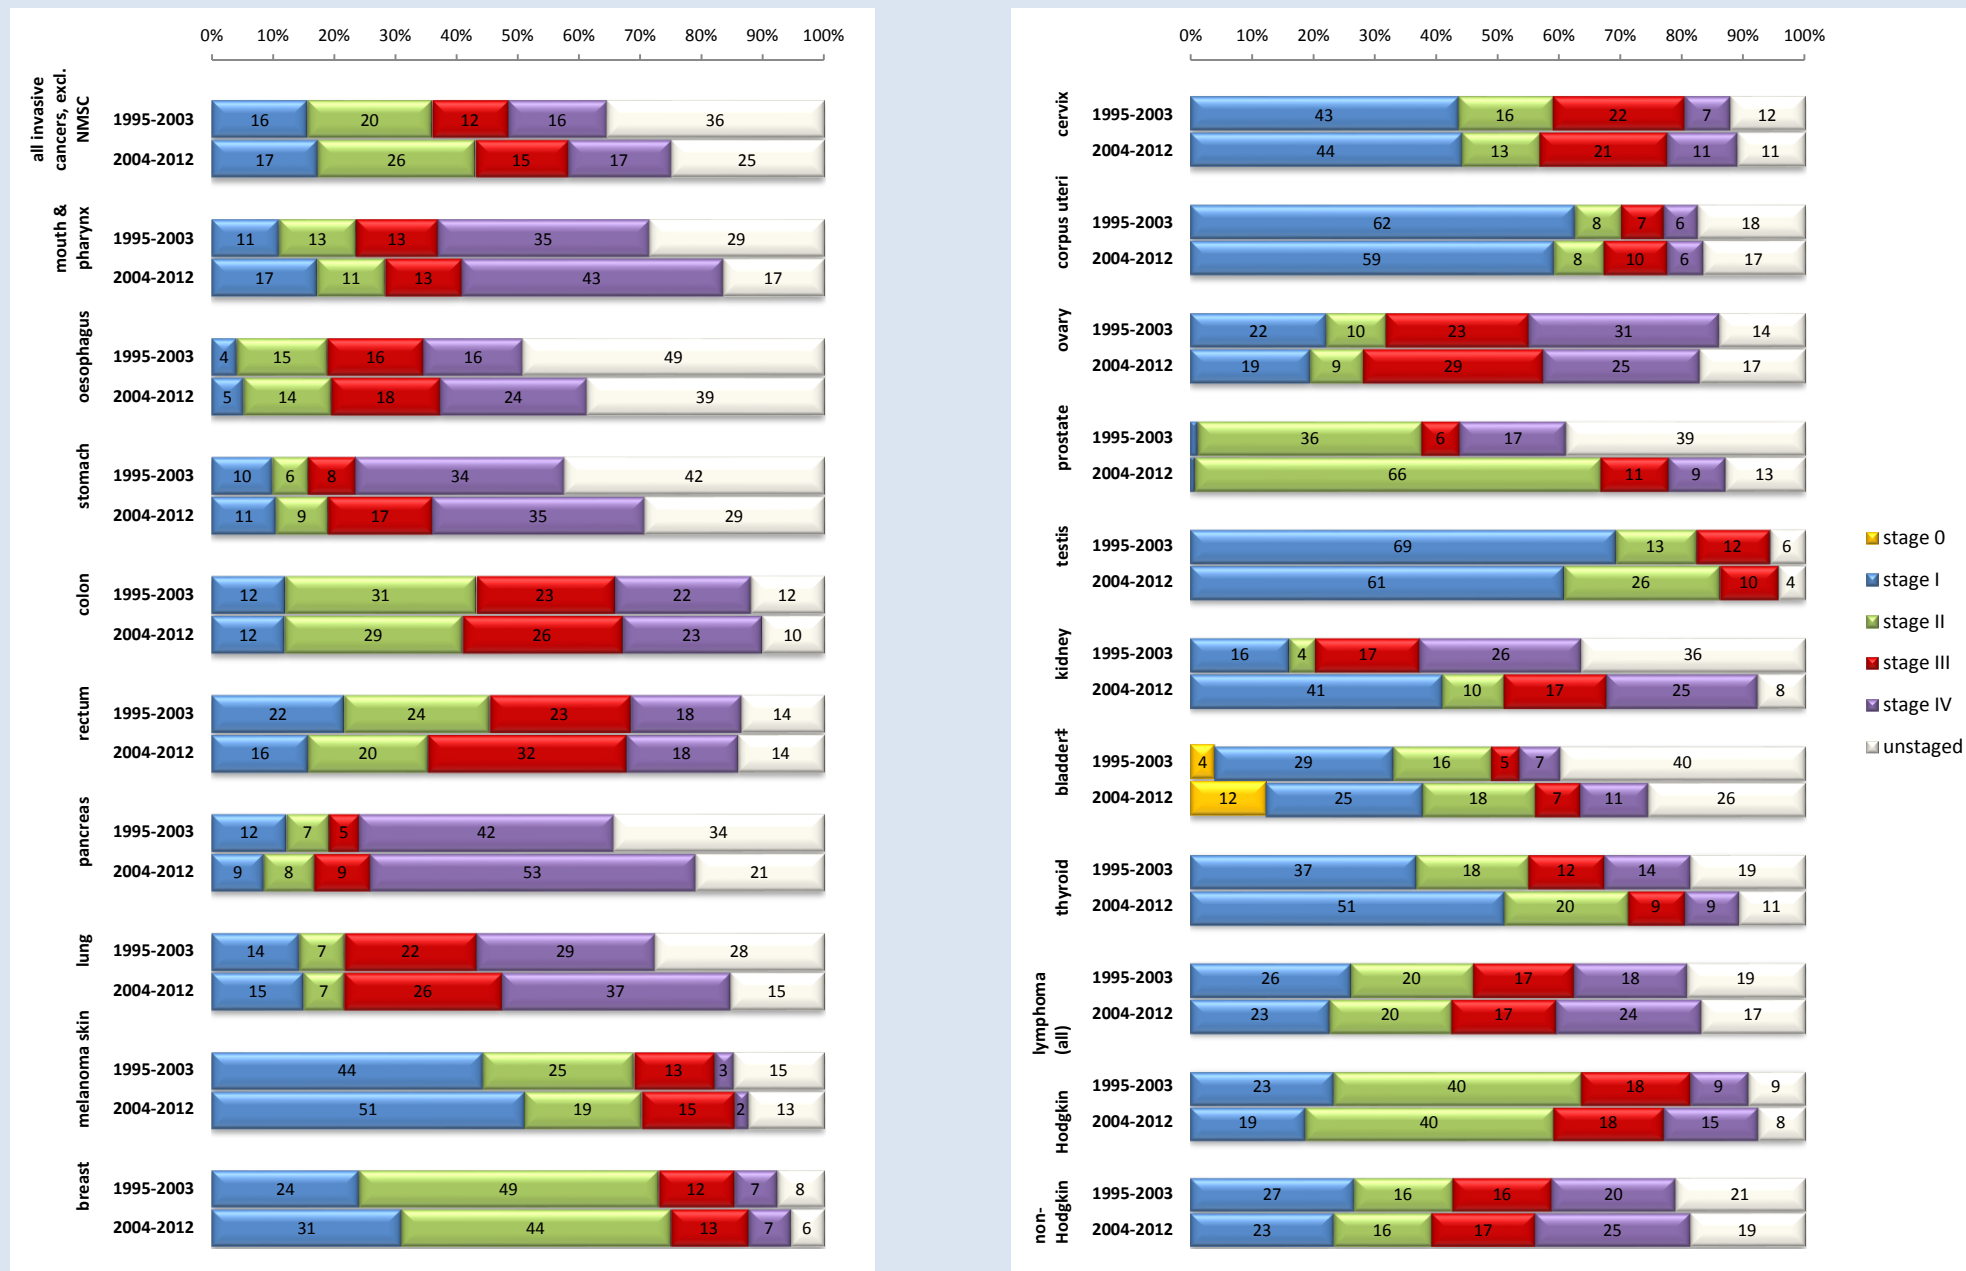 0% 10% 20% 30% 40% 50% 60% 70% 80% 90% 100%
all invasive
cancers, excl.
NMSC
1995-2003 16 20 12 16 36
2004-2012 17 26 15 17 25
mouth &
pharynx
1995-2003 11 13 13 35 29
2004-2012 17 11 13 43 17
oesophagus
1995-2003 4 15 16 16 49
2004-2012 5 14 18 24 39
stomach
1995-2003 10 6 8 34 42
2004-2012 11 9 17 35 29
colon
1995-2003 12 31 23 22 12
2004-2012 12 29 26 23 10
rectum
1995-2003 22 24 23 18 14
2004-2012 16 20 32 18 14
pancreas
1995-2003 12 7 5 42 34
2004-2012 9 8 9 53 21
lung
1995-2003 14 7 22 29 28
2004-2012 15 7 26 37 15
melanoma skin
1995-2003 44 25 13 3 15
2004-2012 51 19 15 2 13
breast
1995-2003 24 49 12 7 8
2004-2012 31 44 13 7 6
0% 10% 20% 30% 40% 50% 60% 70% 80% 90% 100%
cervix
1995-2003 43 16 22 7 12
2004-2012 44 13 21 11 11
corpus uteri
1995-2003 62 8 7 6 18
2004-2012 59 8 10 6 17
ovary
1995-2003 22 10 23 31 14
2004-2012 19 9 29 25 17
prostate
1995-2003 36 6 17 39
2004-2012 66 11 9 13
testis
1995-2003 69 13 12 6
2004-2012 61 26 10 4
kidney
1995-2003 16 4 17 26 36
2004-2012 41 10 17 25 8
bladder‡
1995-2003 4 29 16 5 7 40
2004-2012 12 25 18 7 11 26
thyroid
1995-2003 37 18 12 14 19
2004-2012 51 20 9 9 11
lymphoma
(all)
1995-2003 26 20 17 18 19
2004-2012 23 20 17 24 17
Hodgkin
1995-2003 23 40 18 9 9
2004-2012 19 40 18 15 8
non-
Hodgkin
1995-2003 27 16 16 20 21
2004-2012 23 16 17 25 19
stage 0
stage I
stage II
stage III
stage IV
unstaged